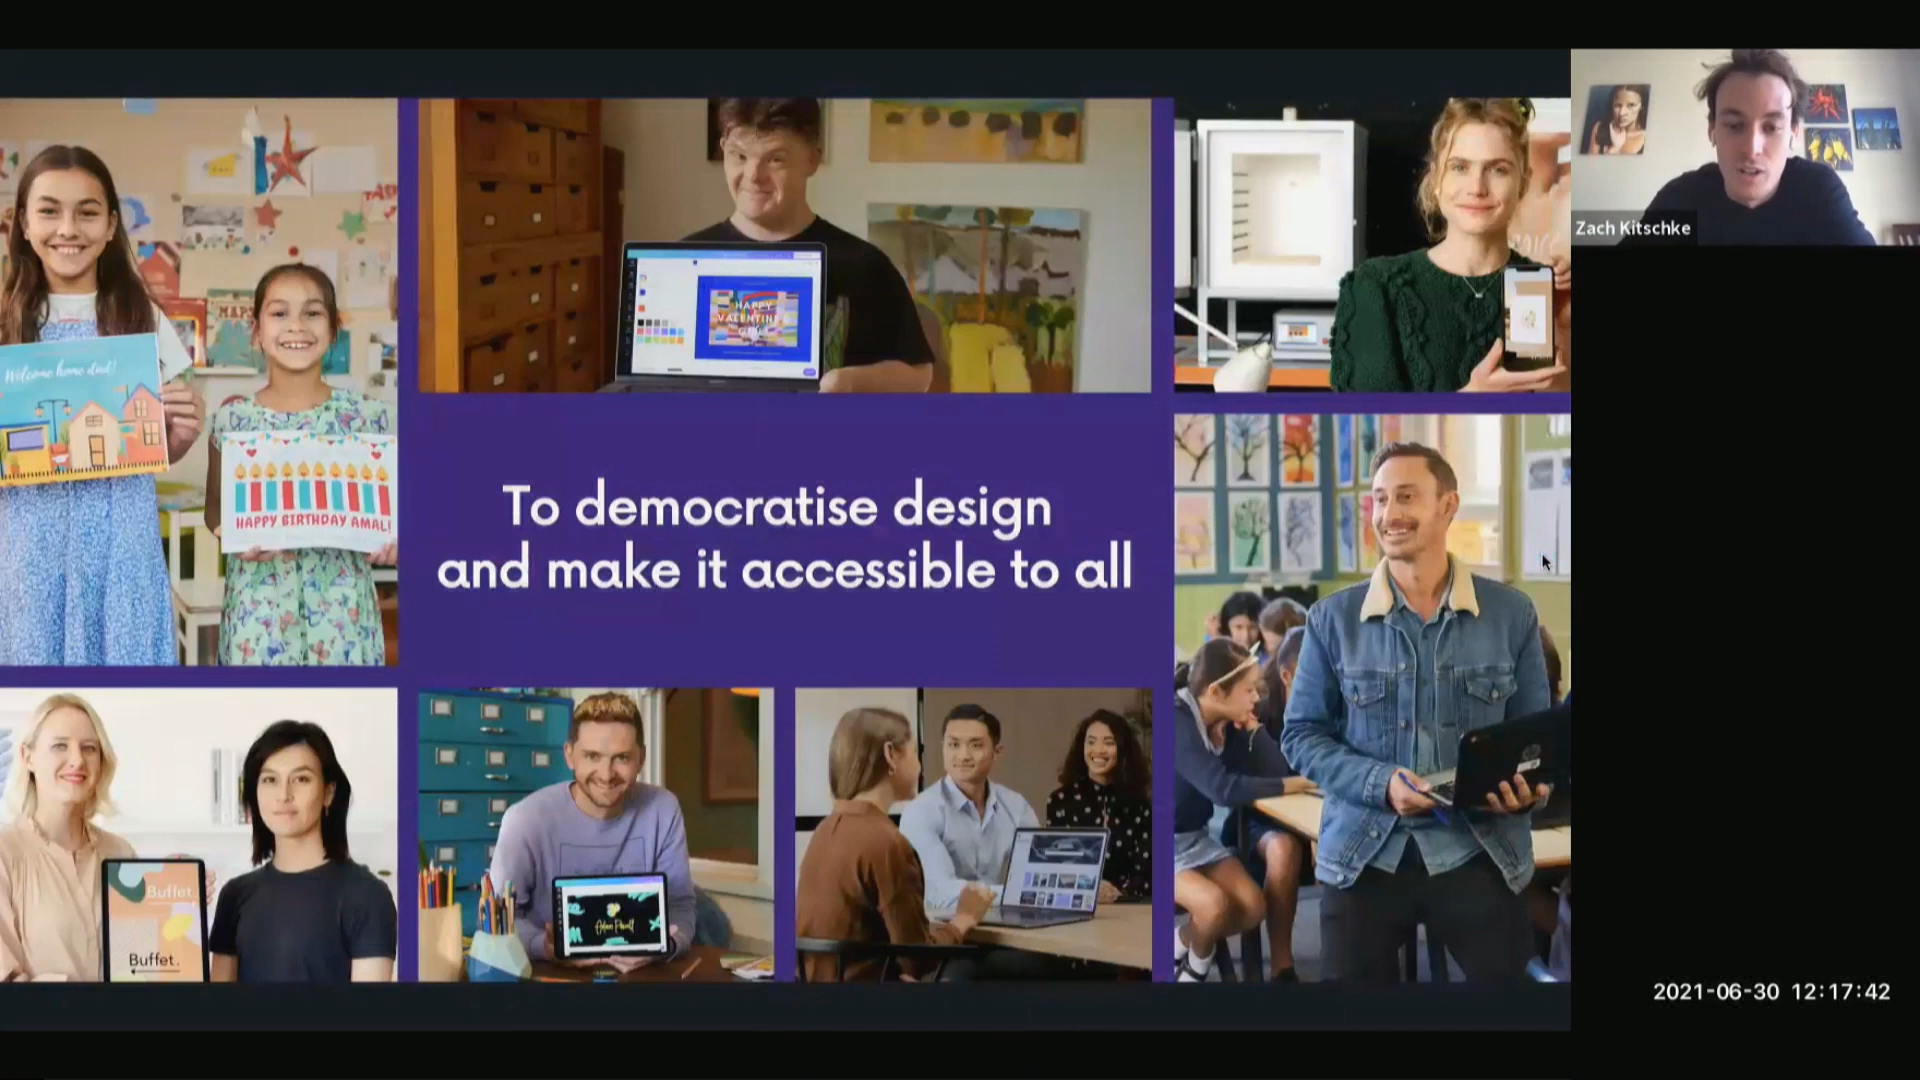 Zach Kitschke
Welcome home dad!
HAPPY BIRTHDAY AMAL!
HAPPY
VALENTINE'S
To democratise design
and make it accessible to all
Buffet.
Buffet.
2021-06-30 12:17:42